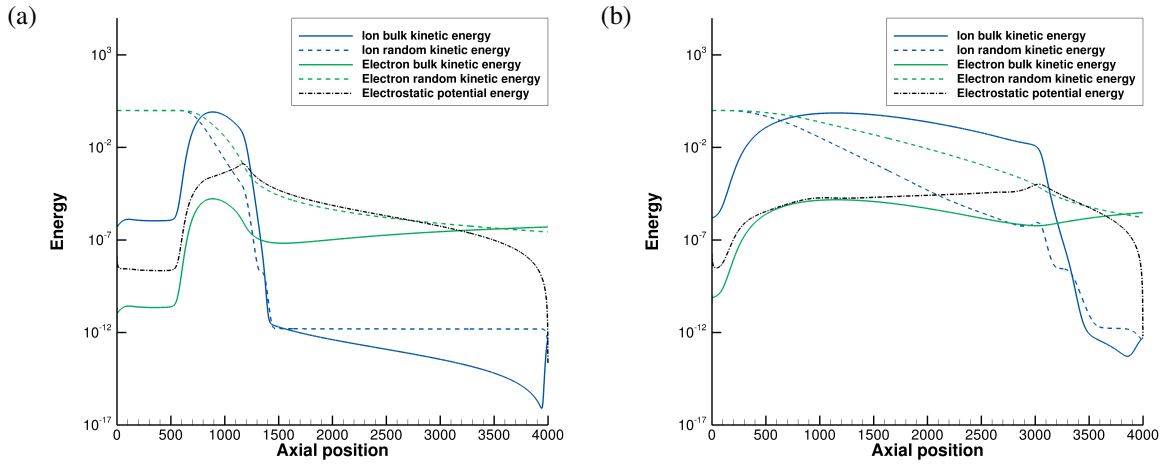 (a)
Ion bulk kinetic energy
Ion random kinetic energy
Electron bulk kinetic energy
Electron random kinetic energy
Electrostatic potential energy
10^3
10^-2
10^-7
10^-12
10^-17
Energy
0 500 1000 1500 2000 2500 3000 3500 4000
Axial position
(b)
Ion bulk kinetic energy
Ion random kinetic energy
Electron bulk kinetic energy
Electron random kinetic energy
Electrostatic potential energy
10^3
10^-2
10^-7
10^-12
10^-17
Energy
0 500 1000 1500 2000 2500 3000 3500 4000
Axial position